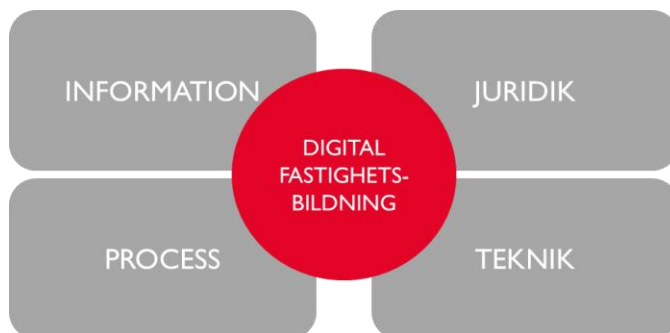 INFORMATION
JURIDIK
DIGITAL
FASTIGHETS-
BILDNING
PROCESS
TEKNIK